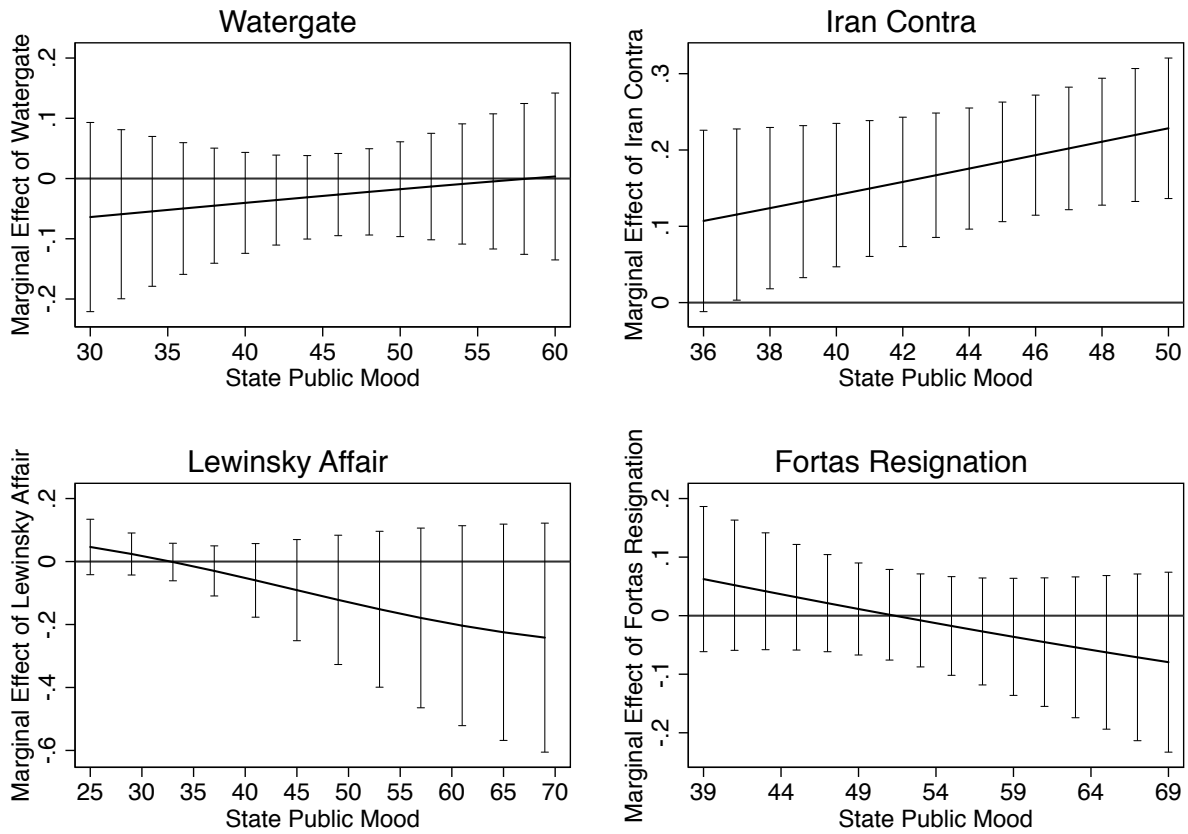 Watergate
Marginal Effect of Watergate
.2
.1
0
-.1
-.2
30 35 40 45 50 55 60
State Public Mood
Iran Contra
Marginal Effect of Iran Contra
.3
.2
.1
0
36 38 40 42 44 46 48 50
State Public Mood
Lewinsky Affair
Marginal Effect of Lewinsky Affair
.2
0
-.2
-.4
-.6
25 30 35 40 45 50 55 60 65 70
State Public Mood
Fortas Resignation
Marginal Effect of Fortas Resignation
.2
.1
0
-.1
-.2
39 44 49 54 59 64 69
State Public Mood